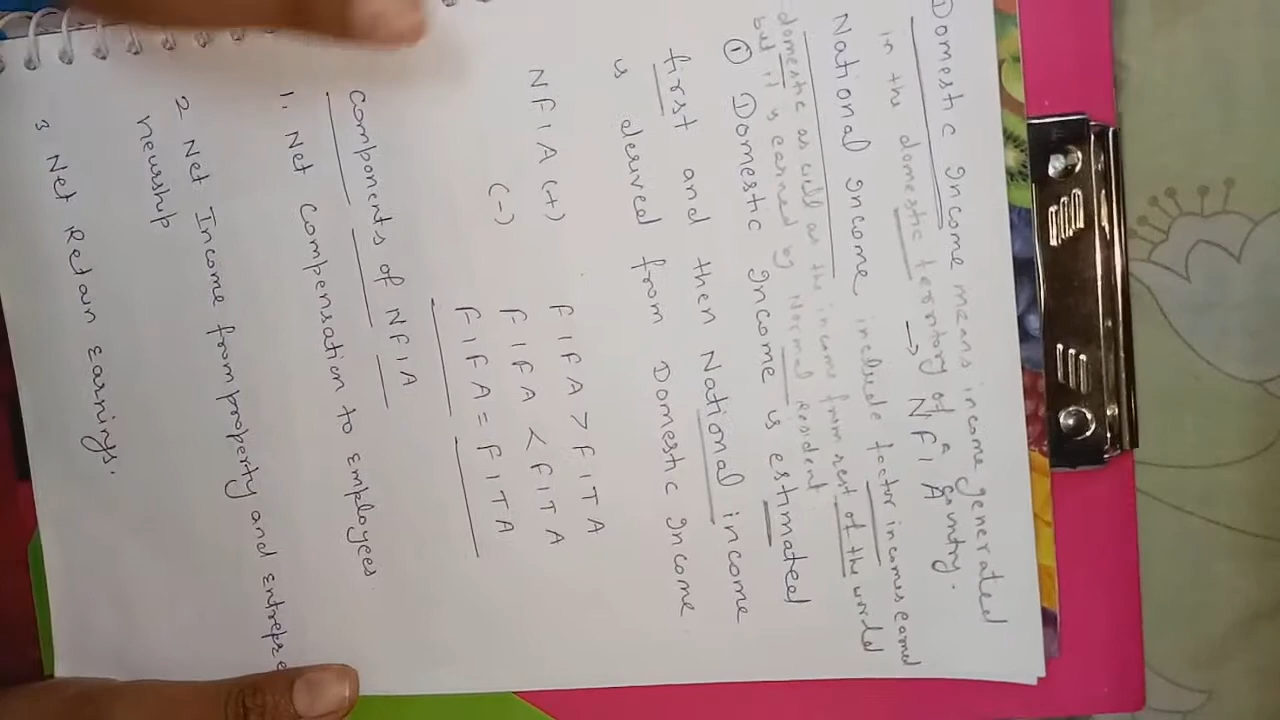 Domestic Income means income generated
in the domestic territory of a country.
→ NFIA
National Income include factor incomes earned
domestic as well as the income from rest of the world
but it is earned by Normal resident
① Domestic Income is estimated
first and then National income
is derived from Domestic Income
NFIA (+) FIFA > FITA
(-) FIFA < FITA
FIFA = FITA
Components of NFIA
1. Net Compensation to Employees
2 Net Income from property and Entrepre
neurship
3 Net Retain Earnings.